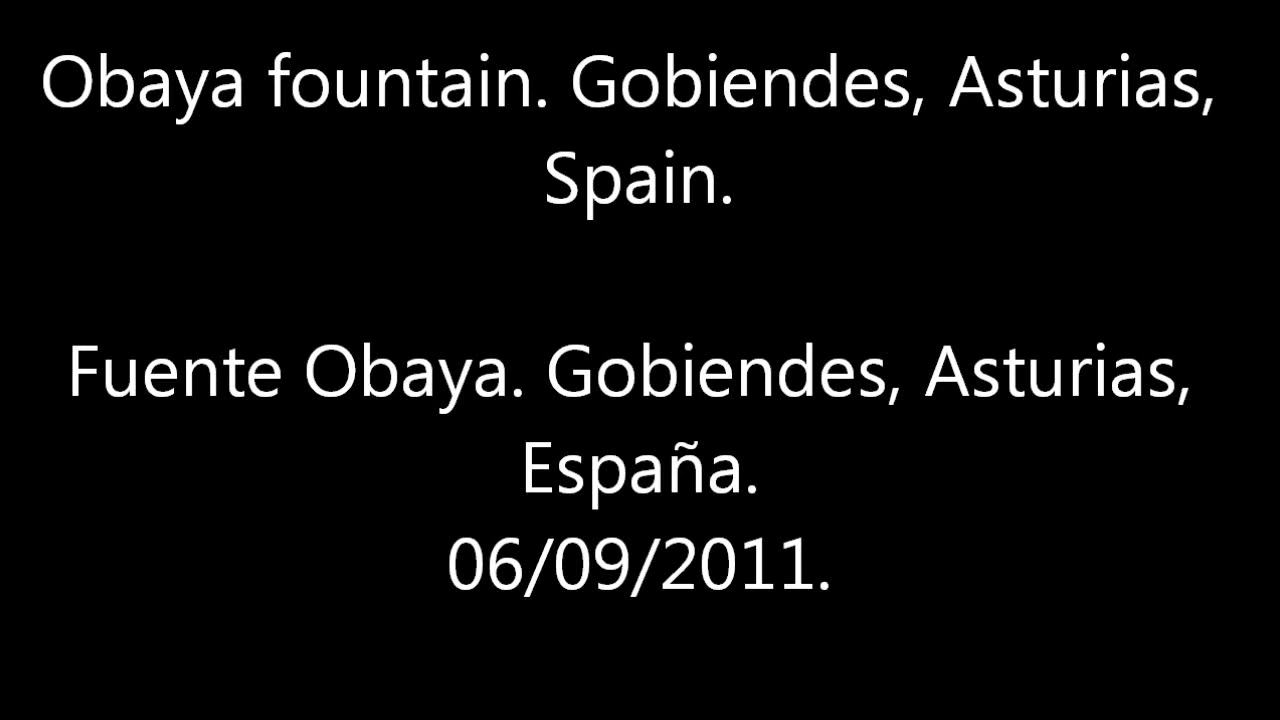 Obaya fountain. Gobiendes, Asturias,
Spain.
Fuente Obaya. Gobiendes, Asturias,
España.
06/09/2011.